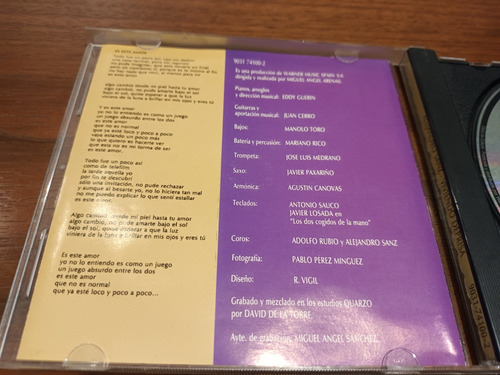 ES ESTE AMOR
Todo fue un poco así
Algo cambió desde mi piel hasta tu amor
algo cambió, no pude amarte bajo el sol
bajo el sol, quise esperar a que la luz
viniera de la luna a brillar en mis ojos y eres tú
Y es este amor
yo no lo entiendo es como un juego
un juego absurdo entre los dos
es este amor
que no es normal
que ya esté loco y poco a poco
vaya estando un poco más
lo que quiero es hacerte ver
que esta no es mi forma de ser
es este amor.
Todo fue un poco así
como de telefilm
la tarde aquella yo
por fin te descubrí
sólo una invitación, no pude rechazar
y aunque al besarte yo, no lo hiciera tan mal
no me puedo explicar lo que sentí estallar
es este amor.
Algo cambió, desde mi piel hasta tu amor
algo cambió, no pude amarte bajo el sol
bajo el sol, quise esperar a que la luz
viniera de la luna a brillar en mis ojos y eres tú
Es este amor
yo no lo entiendo es como un juego
un juego absurdo entre los dos
es este amor
que no es normal
que ya esté loco y poco a poco...
9031 74100-2
Es una producción de WARNER MUSIC SPAIN S.A.
dirigida y realizada por MIGUEL ANGEL ARENAS.
Pianos, arreglos
y dirección musical: EDDY GUERIN
Guitarras y
aportación musical: JUAN CERRO
Bajos: MANOLO TORO
Batería y percusión: MARIANO RICO
Trompeta: JOSE LUIS MEDRANO
Saxo: JAVIER PAXARIÑO
Armónica: AGUSTIN CANOVAS
Teclados: ANTONIO SAUCO
JAVIER LOSADA en
"Los dos cogidos de la mano"
Coros: ADOLFO RUBIO y ALEJANDRO SANZ
Fotografía: PABLO PEREZ MINGUEZ
Diseño: R. VIGIL
Grabado y mezclado en los estudios QUARZO
por DAVID DE LA TORRE
Ayte. de grabación: MIGUEL ANGEL SANCHEZ